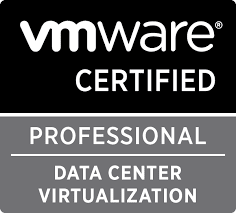 vmware®
CERTIFIED
PROFESSIONAL
DATA CENTER
VIRTUALIZATION